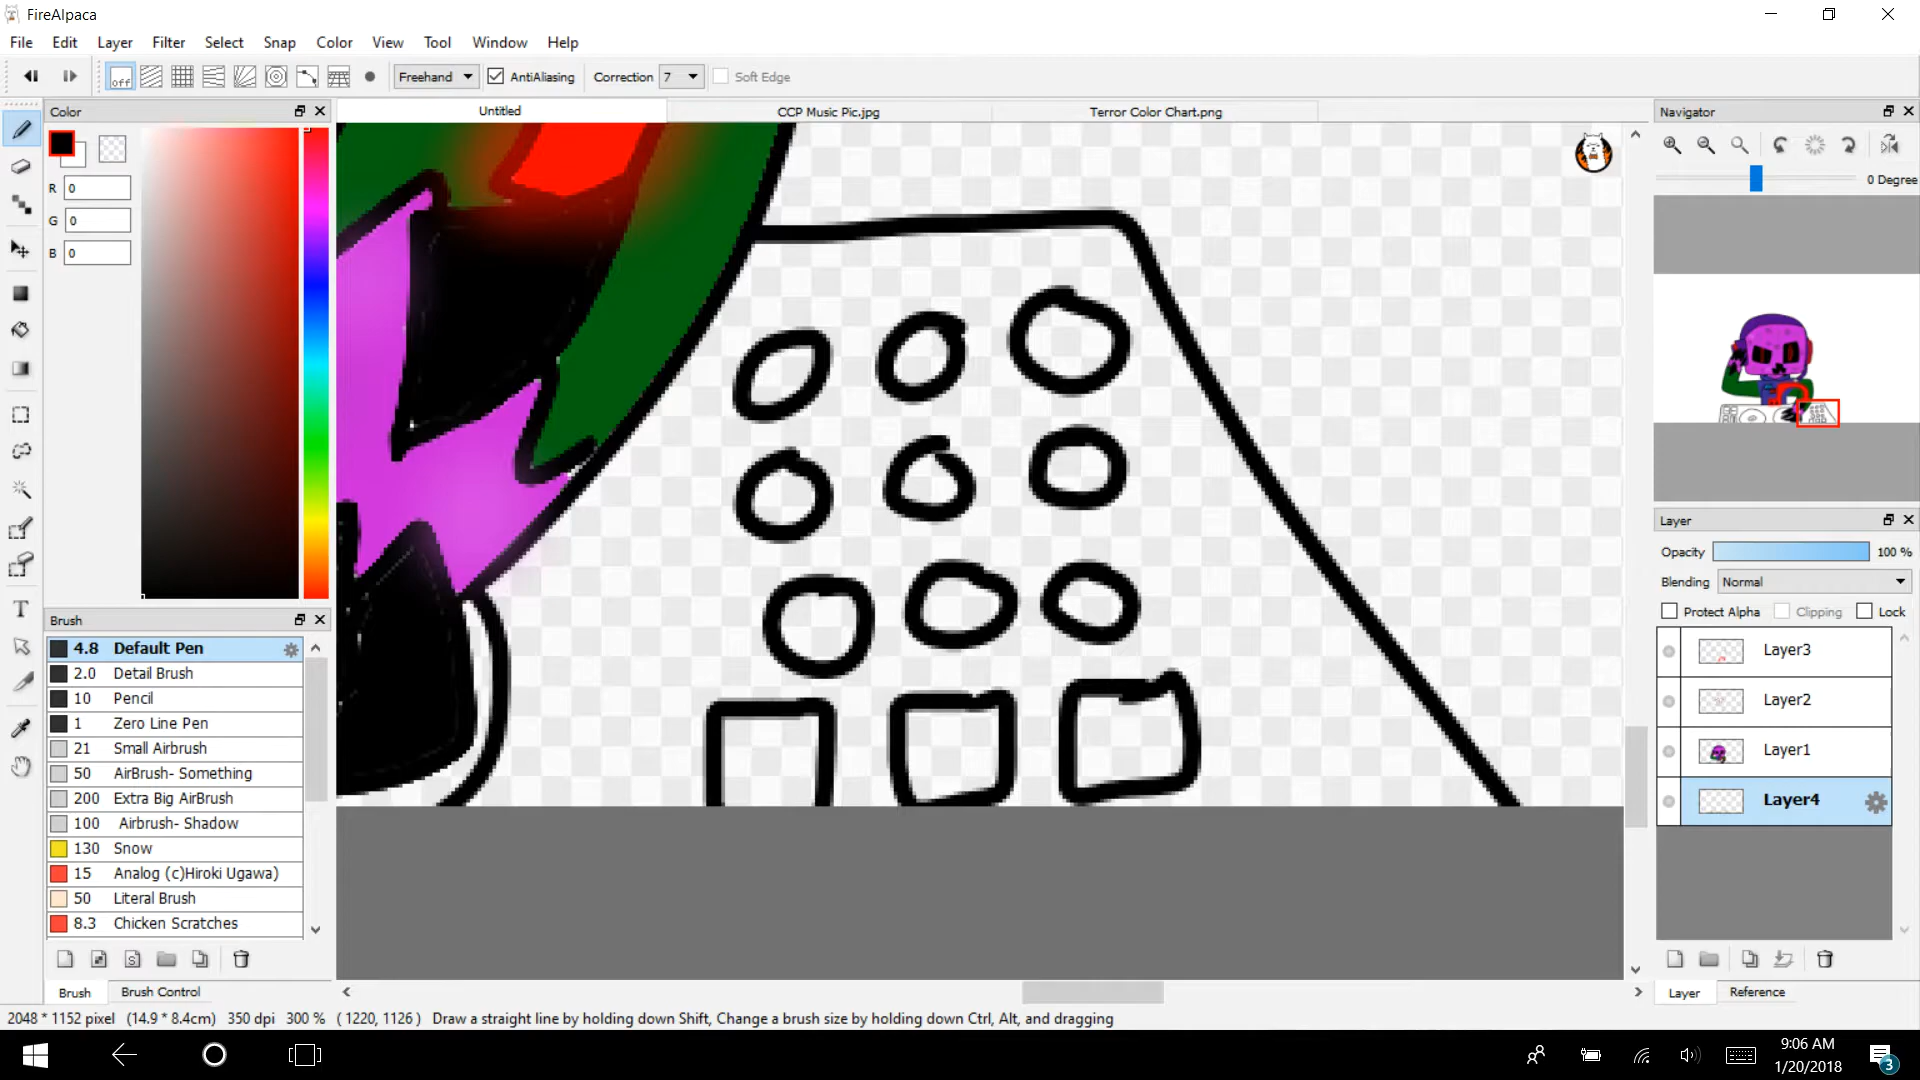 FireAlpaca
File Edit Layer Filter Select Snap Color View Tool Window Help
off Freehand AntiAliasing Correction 7 Soft Edge
Color Untitled CCP Music Pic.jpg Terror Color Chart.png Navigator
0 Degree
R 0
G 0
B 0
Layer
Opacity 100 %
Blending Normal
Protect Alpha Clipping Lock
Layer3
Layer2
Layer1
Layer4
Brush
4.8 Default Pen
2.0 Detail Brush
10 Pencil
1 Zero Line Pen
21 Small Airbrush
50 AirBrush- Something
200 Extra Big AirBrush
100 Airbrush- Shadow
130 Snow
15 Analog (c)Hiroki Ugawa)
50 Literal Brush
8.3 Chicken Scratches
S
Brush Brush Control Layer Reference
2048 * 1152 pixel (14.9 * 8.4cm) 350 dpi 300 % ( 1220, 1126 ) Draw a straight line by holding down Shift, Change a brush size by holding down Ctrl, Alt, and dragging
9:06 AM
1/20/2018
3